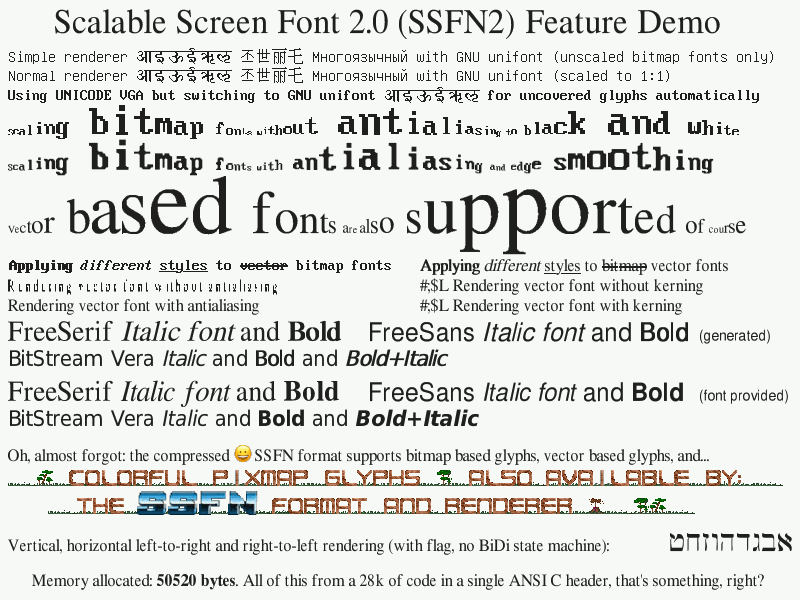 Scalable Screen Font 2.0 (SSFN2) Feature Demo
Simple renderer आइऊईऋऌ 조世丽모 Многоязычный with GNU unifont (unscaled bitmap fonts only)
Normal renderer आइऊईऋऌ 조世丽모 Многоязычный with GNU unifont (scaled to 1:1)
Using UNICODE VGA but switching to GNU unifont आइऊईऋऌ for uncovered glyphs automatically
scaling bitmap fonts without antialiasing to black and white
scaling bitmap fonts with antialiasing and edge smoothing
vector based fonts are also supported of course
Applying different styles to vector bitmap fonts
Rendering vector font without antialiasing
Rendering vector font with antialiasing
Applying different styles to bitmap vector fonts
#;$L Rendering vector font without kerning
#;$L Rendering vector font with kerning
FreeSerif Italic font and Bold FreeSans Italic font and Bold (generated)
BitStream Vera Italic and Bold and Bold+Italic
FreeSerif Italic font and Bold FreeSans Italic font and Bold (font provided)
BitStream Vera Italic and Bold and Bold+Italic
Oh, almost forgot: the compressed 😀SSFN format supports bitmap based glyphs, vector based glyphs, and...
COLORFUL PIXMAP GLYPHS ALSO AVAILABLE BY:
THE SSFN FORMAT AND RENDERER
Vertical, horizontal left-to-right and right-to-left rendering (with flag, no BiDi state machine): אבגדהוזחט
Memory allocated: 50520 bytes. All of this from a 28k of code in a single ANSI C header, that's something, right?